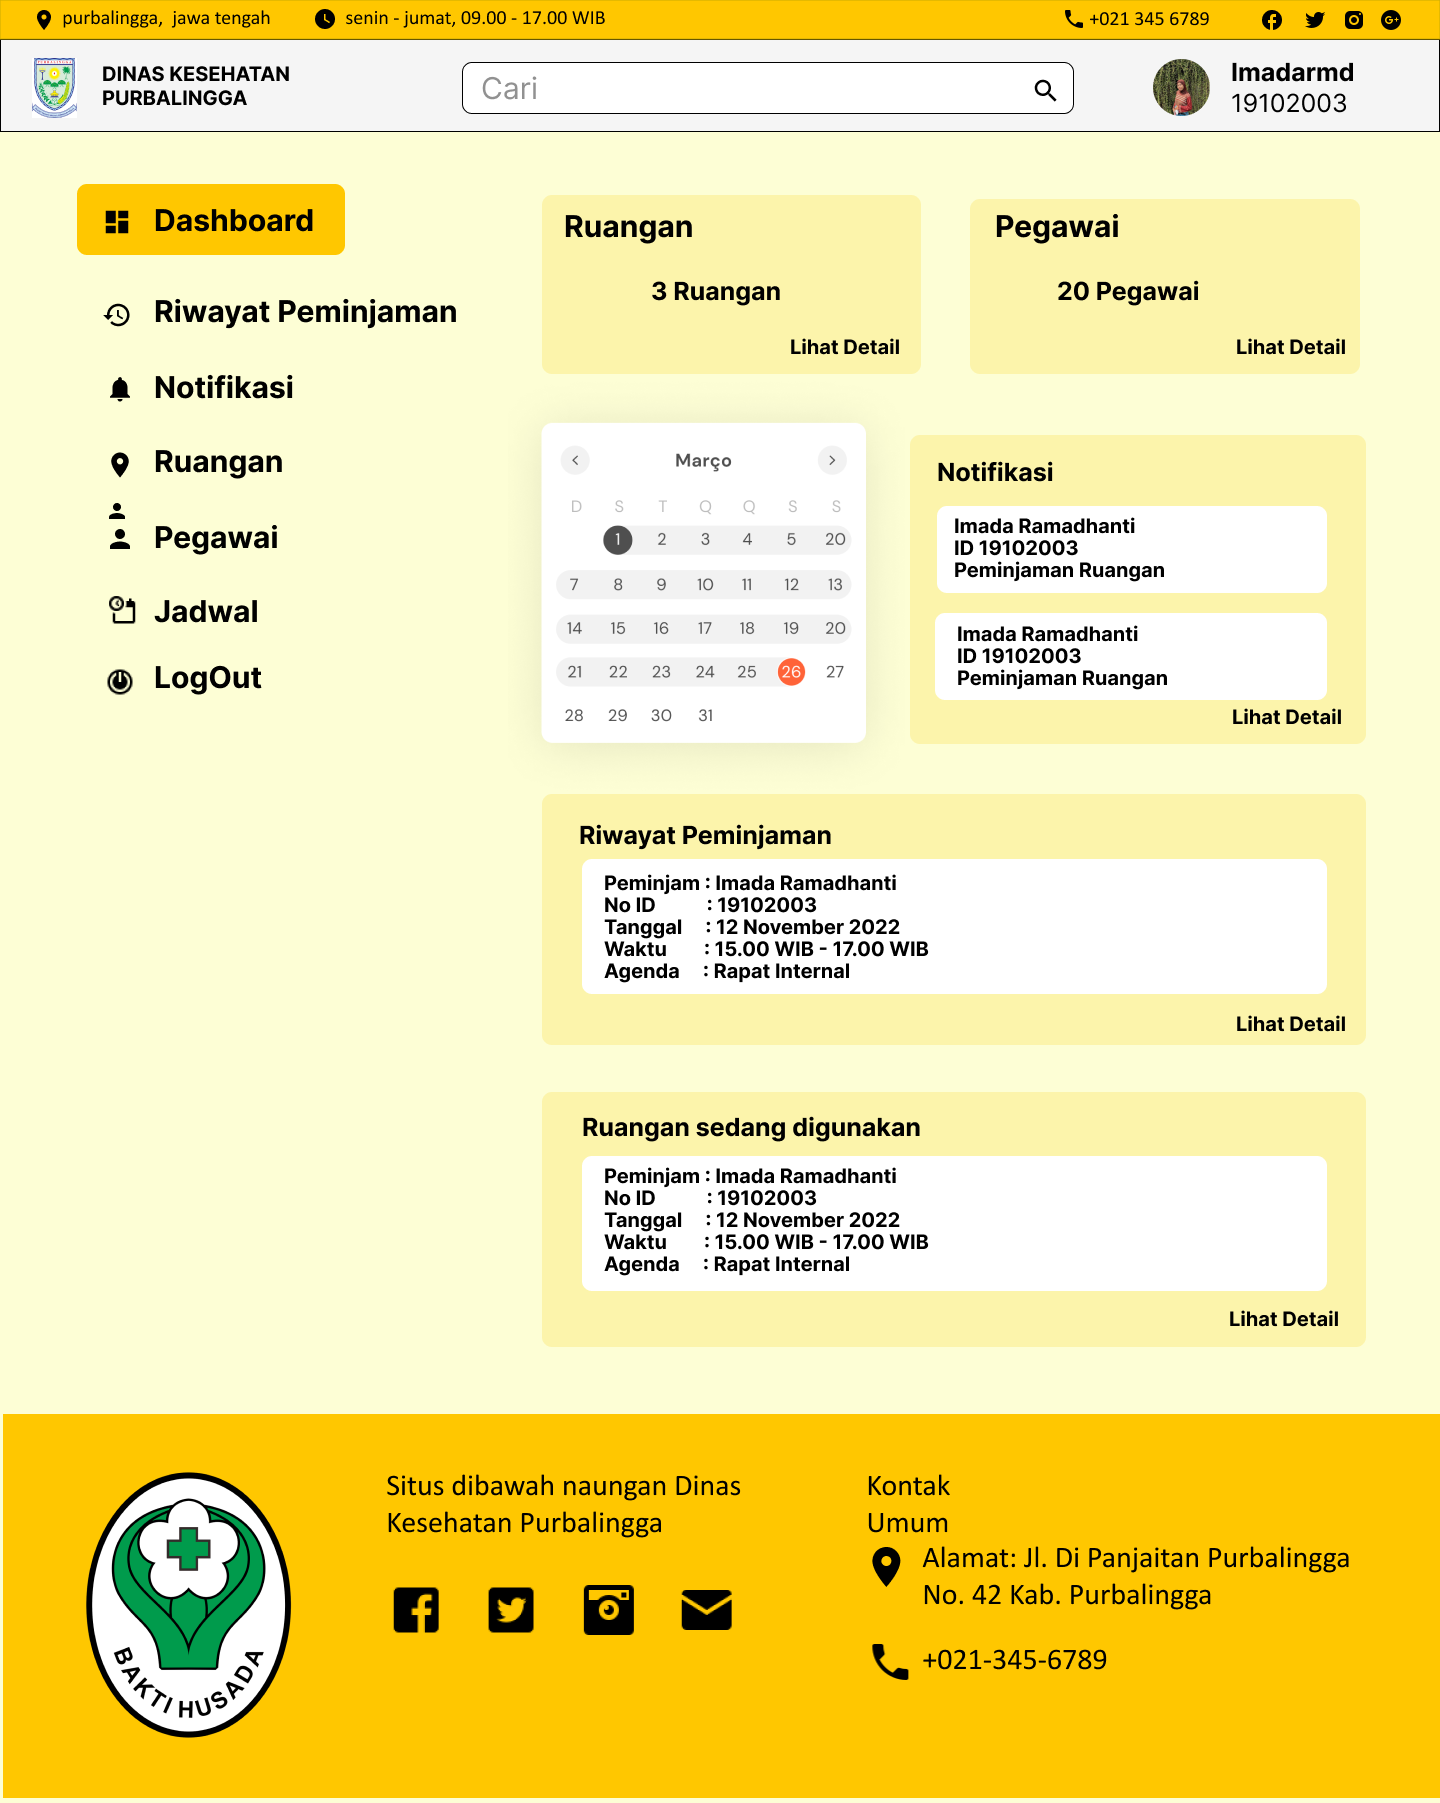 purbalingga,  jawa tengah
senin - jumat, 09.00 - 17.00 WIB
+021 345 6789
DINAS KESEHATAN
PURBALINGGA
Cari
Imadarmd
19102003
Dashboard
Riwayat Peminjaman
Notifikasi
Ruangan
Pegawai
Jadwal
LogOut
Ruangan
3 Ruangan
Lihat Detail
Pegawai
20 Pegawai
Lihat Detail
Março
D S T Q Q S S
1 2 3 4 5 20
7 8 9 10 11 12 13
14 15 16 17 18 19 20
21 22 23 24 25 26 27
28 29 30 31
Notifikasi
Imada Ramadhanti
ID 19102003
Peminjaman Ruangan
Imada Ramadhanti
ID 19102003
Peminjaman Ruangan
Lihat Detail
Riwayat Peminjaman
Peminjam : Imada Ramadhanti
No ID : 19102003
Tanggal : 12 November 2022
Waktu : 15.00 WIB - 17.00 WIB
Agenda : Rapat Internal
Lihat Detail
Ruangan sedang digunakan
Peminjam : Imada Ramadhanti
No ID : 19102003
Tanggal : 12 November 2022
Waktu : 15.00 WIB - 17.00 WIB
Agenda : Rapat Internal
Lihat Detail
BAKTI HUSADA
Situs dibawah naungan Dinas
Kesehatan Purbalingga
Kontak
Umum
Alamat: Jl. Di Panjaitan Purbalingga
No. 42 Kab. Purbalingga
+021-345-6789